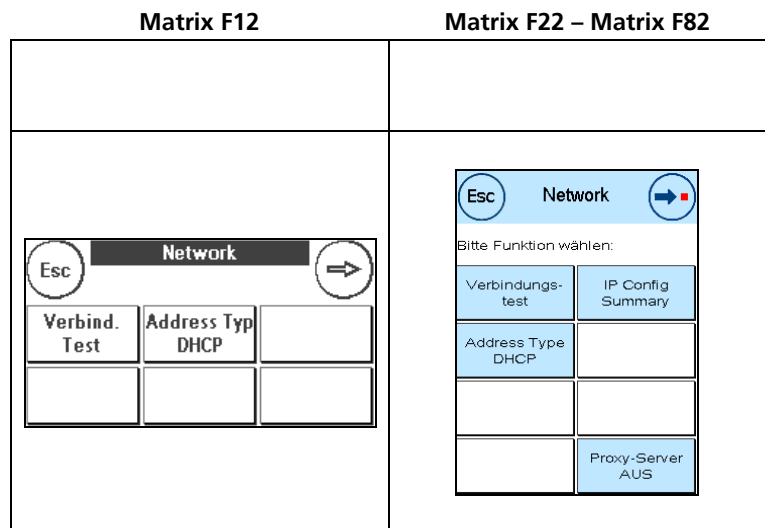 Matrix F12
Matrix F22 – Matrix F82
Esc
Network
Verbind.
Test
Address Typ
DHCP
Esc
Network
Bitte Funktion wählen:
Verbindungs-
test
IP Config
Summary
Address Type
DHCP
Proxy-Server
AUS